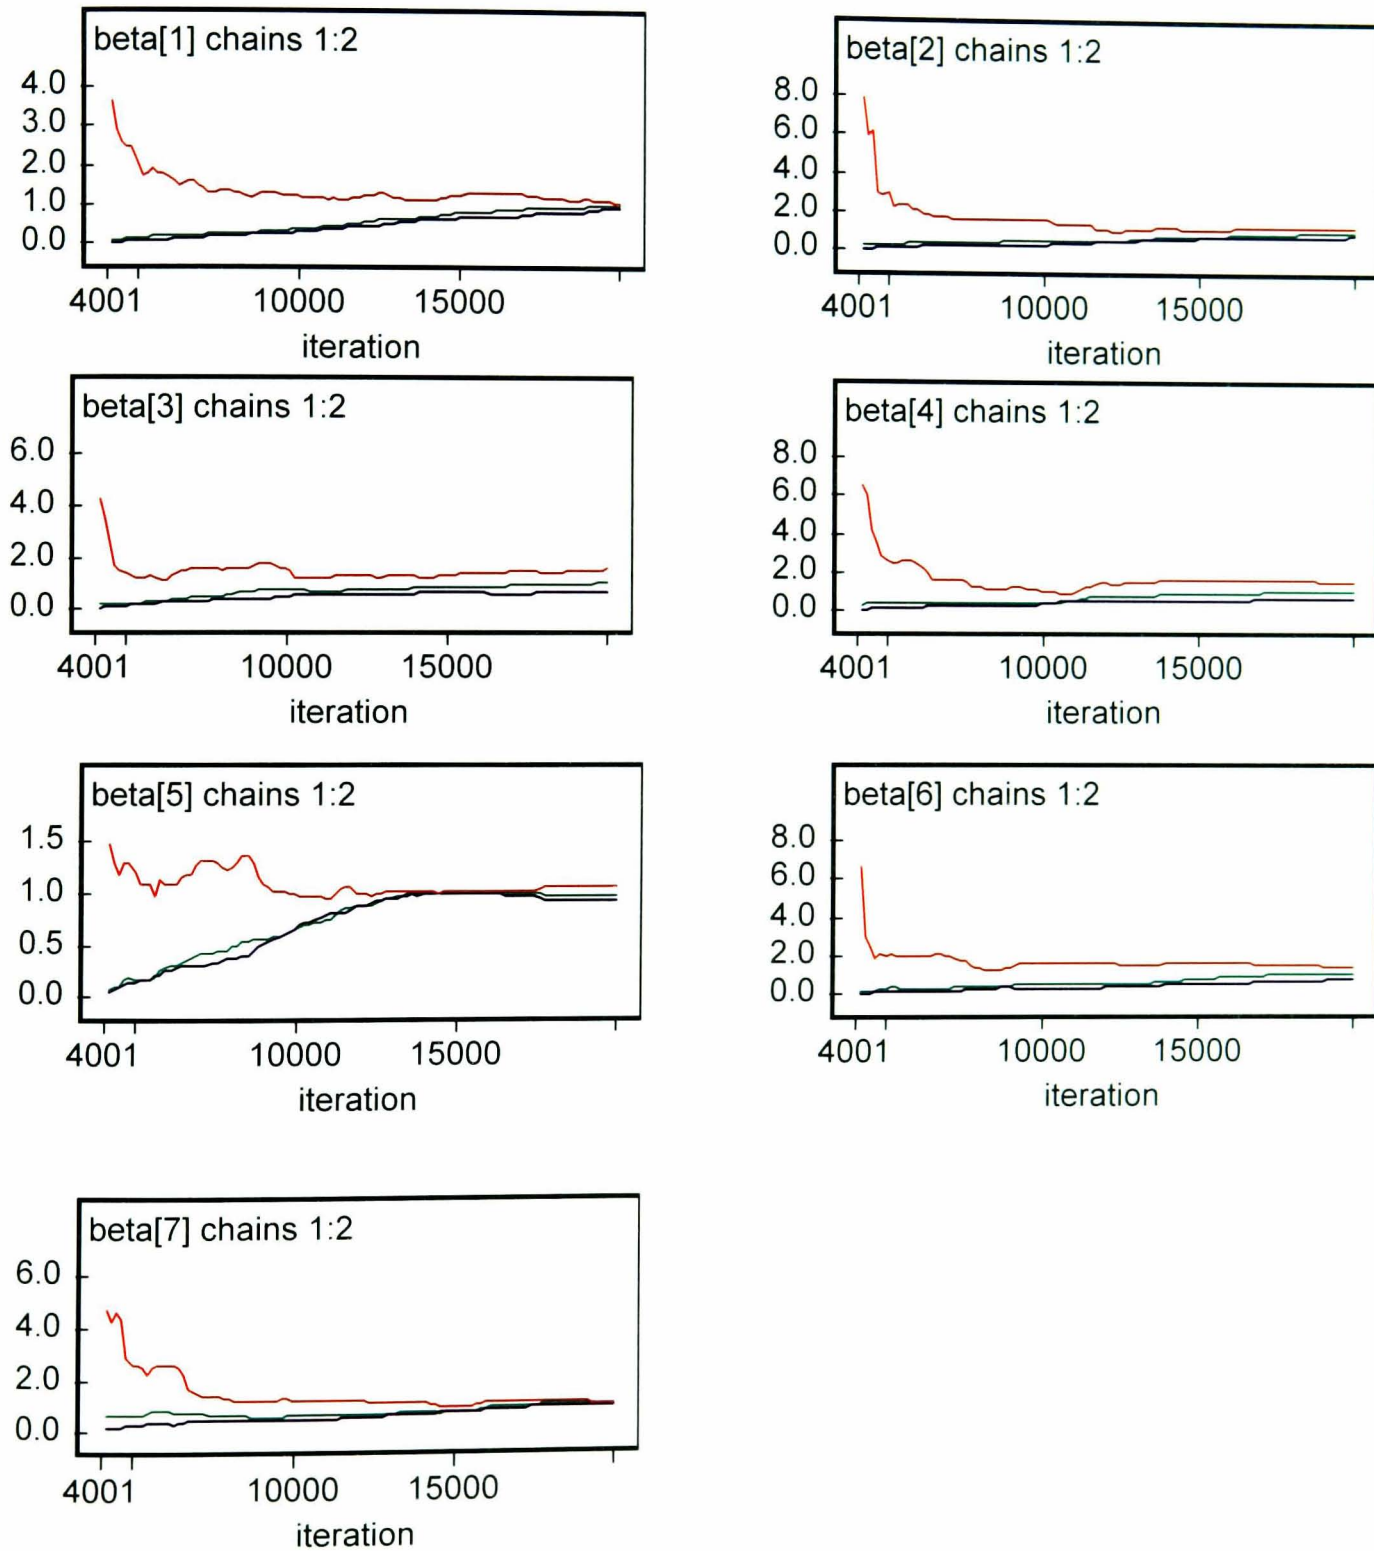 beta[1] chains 1:2
4.0
3.0
2.0
1.0
0.0
4001 10000 15000
iteration
beta[2] chains 1:2
8.0
6.0
4.0
2.0
0.0
4001 10000 15000
iteration
beta[3] chains 1:2
6.0
4.0
2.0
0.0
4001 10000 15000
iteration
beta[4] chains 1:2
8.0
6.0
4.0
2.0
0.0
4001 10000 15000
iteration
beta[5] chains 1:2
1.5
1.0
0.5
0.0
4001 10000 15000
iteration
beta[6] chains 1:2
8.0
6.0
4.0
2.0
0.0
4001 10000 15000
iteration
beta[7] chains 1:2
6.0
4.0
2.0
0.0
4001 10000 15000
iteration